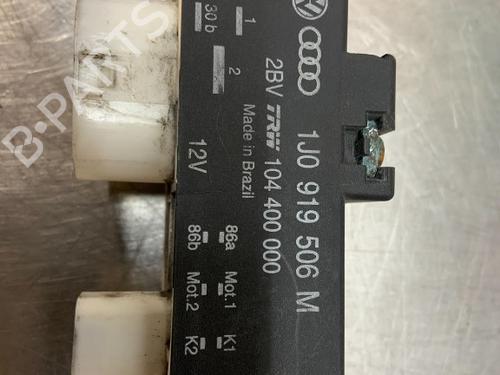 1J0 919 506 M
2BV TRW 104 400 000
Made in Brazil
1
30 b
2
12V
86a
86b
Mot.1
Mot.2
K1
K2
B-PARTS